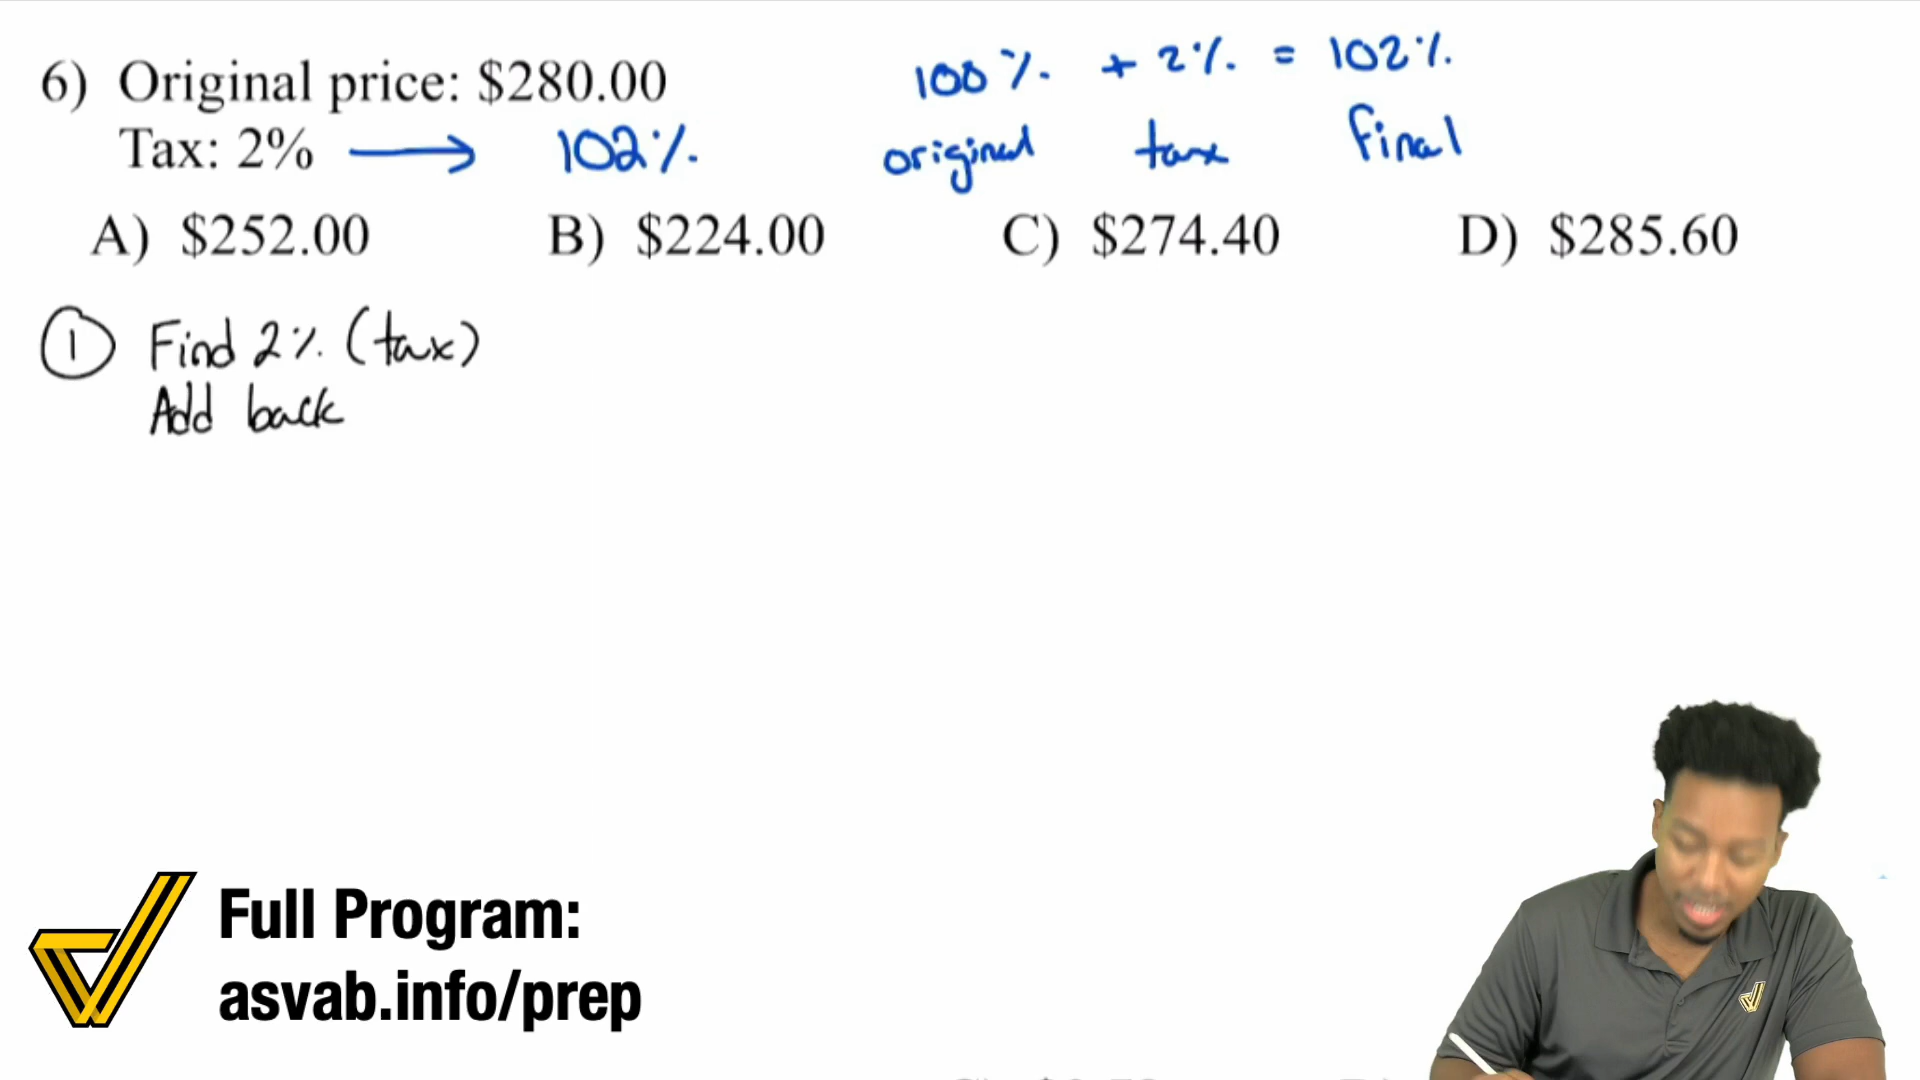 6) Original price: $280.00
100% + 2% = 102%
Tax: 2% → 102%
original tax final
A) $252.00 B) $224.00 C) $274.40 D) $285.60
① Find 2% (tax)
Add back
Full Program:
asvab.info/prep